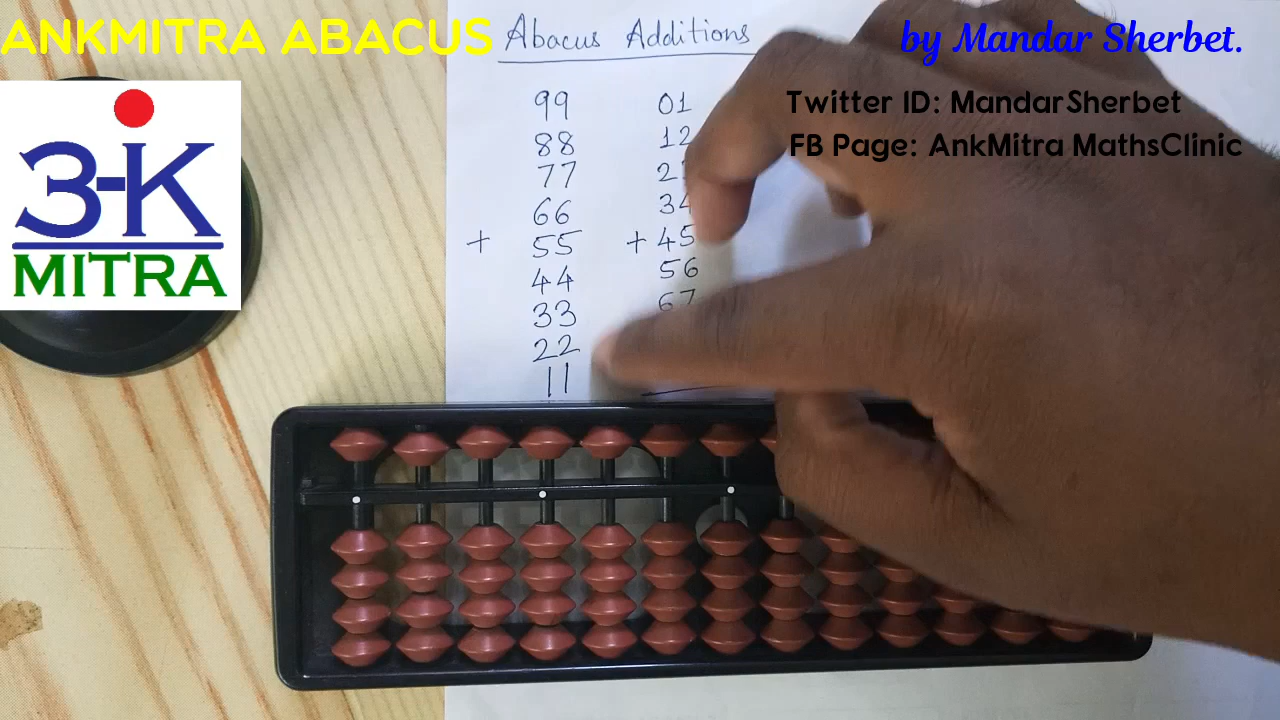 ANKMITRA ABACUS
by Mandar Sherbet.
Twitter ID: MandarSherbet
FB Page: AnkMitra MathsClinic
3-K
MITRA
Abacus Additions
99 01
88 12
77
66 34
+ 55 + 45
44 56
33 67
22
11